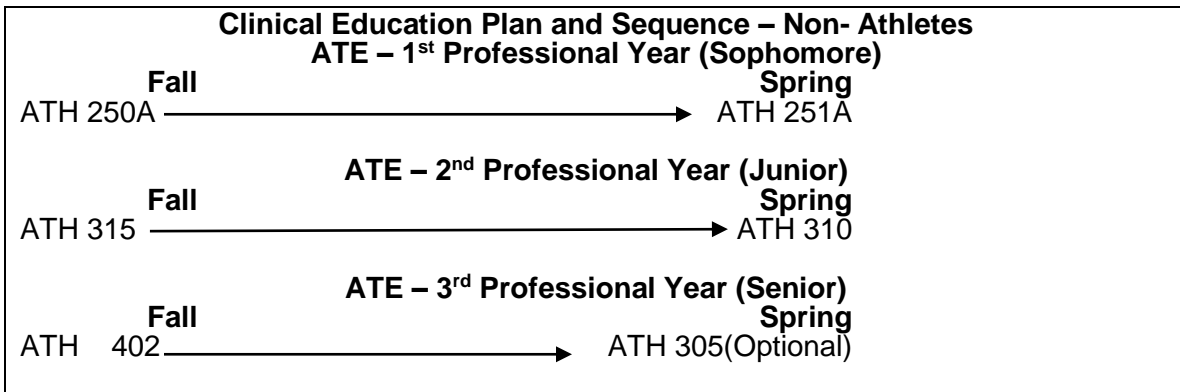 Clinical Education Plan and Sequence – Non- Athletes
ATE – 1st Professional Year (Sophomore)
Fall Spring
ATH 250A ATH 251A
ATE – 2nd Professional Year (Junior)
Fall Spring
ATH 315 ATH 310
ATE – 3rd Professional Year (Senior)
Fall Spring
ATH 402 ATH 305(Optional)